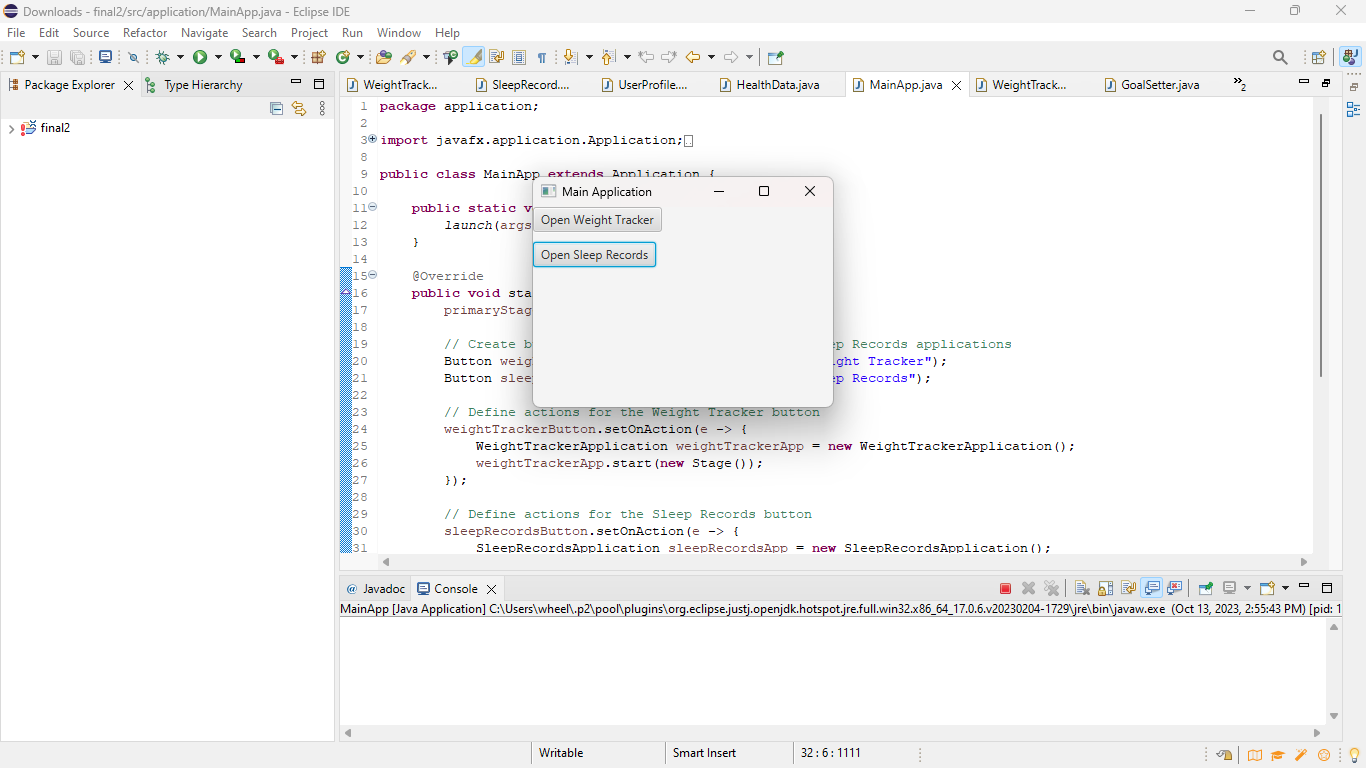 Downloads - final2/src/application/MainApp.java - Eclipse IDE
File Edit Source Refactor Navigate Search Project Run Window Help
Package Explorer Type Hierarchy
final2
WeightTrack... SleepRecord.... UserProfile.... HealthData.java MainApp.java WeightTrack... GoalSetter.java »2
1 package application;
2
3 import javafx.application.Application;
8
9 public class MainApp extends Application {
10
11 public static v
12 launch(args
13 }
14
15 @Override
16 public void sta
17 primaryStag
18
19 // Create b p Records applications
20 Button weig ght Tracker");
21 Button slee p Records");
22
23 // Define actions for the Weight Tracker button
24 weightTrackerButton.setOnAction(e -> {
25 WeightTrackerApplication weightTrackerApp = new WeightTrackerApplication();
26 weightTrackerApp.start(new Stage());
27 });
28
29 // Define actions for the Sleep Records button
30 sleepRecordsButton.setOnAction(e -> {
31 SleepRecordsApplication sleepRecordsApp = new SleepRecordsApplication();
Main Application
Open Weight Tracker
Open Sleep Records
@ Javadoc Console
MainApp [Java Application] C:\Users\wheel\.p2\pool\plugins\org.eclipse.justj.openjdk.hotspot.jre.full.win32.x86_64_17.0.6.v20230204-1729\jre\bin\javaw.exe (Oct 13, 2023, 2:55:43 PM) [pid: 1
Writable Smart Insert 32 : 6 : 1111